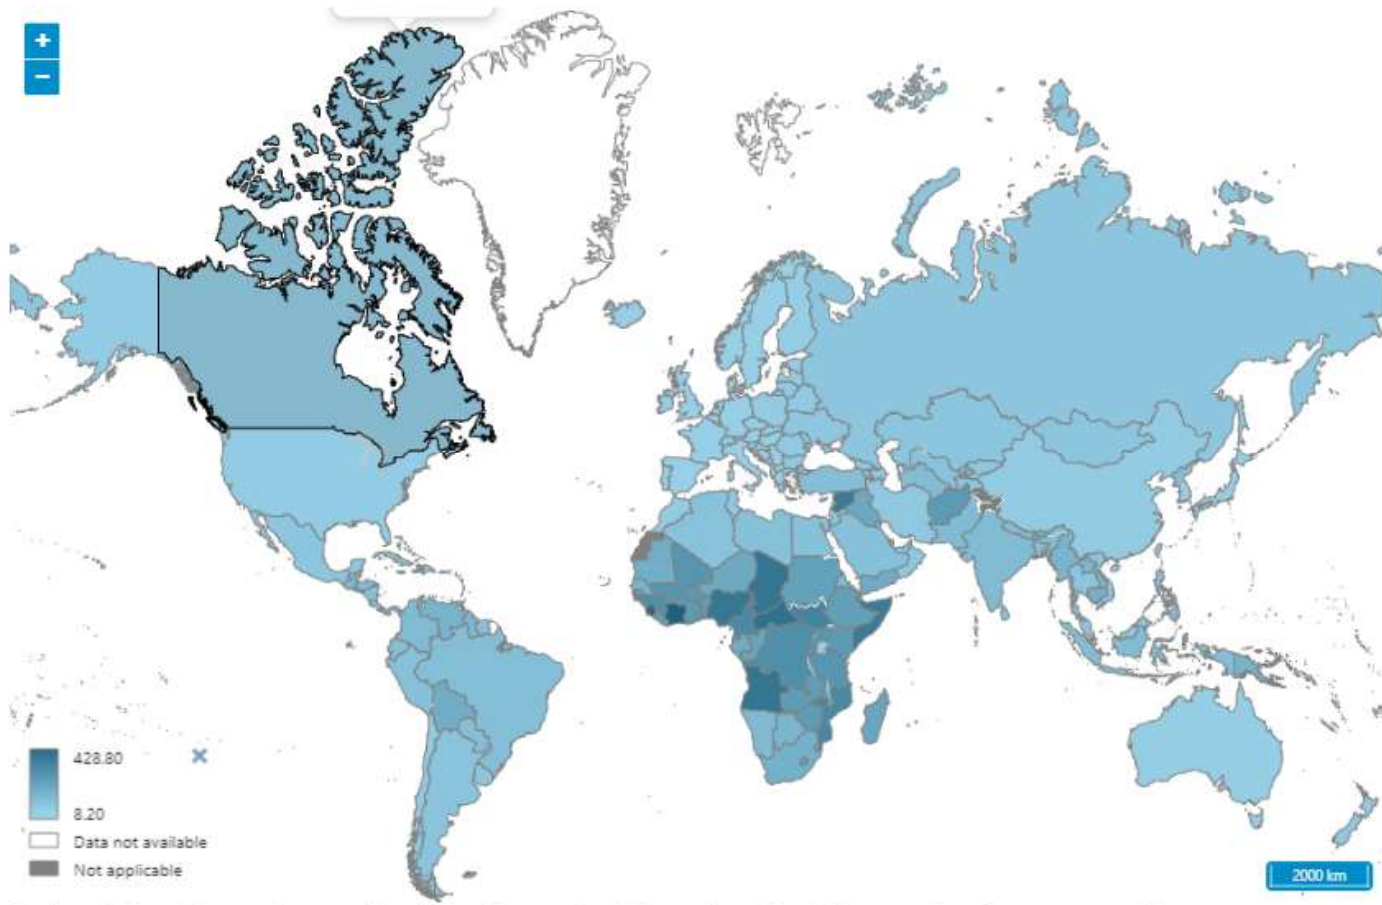 +
−
428.80
8.20
Data not available
Not applicable
2000 km